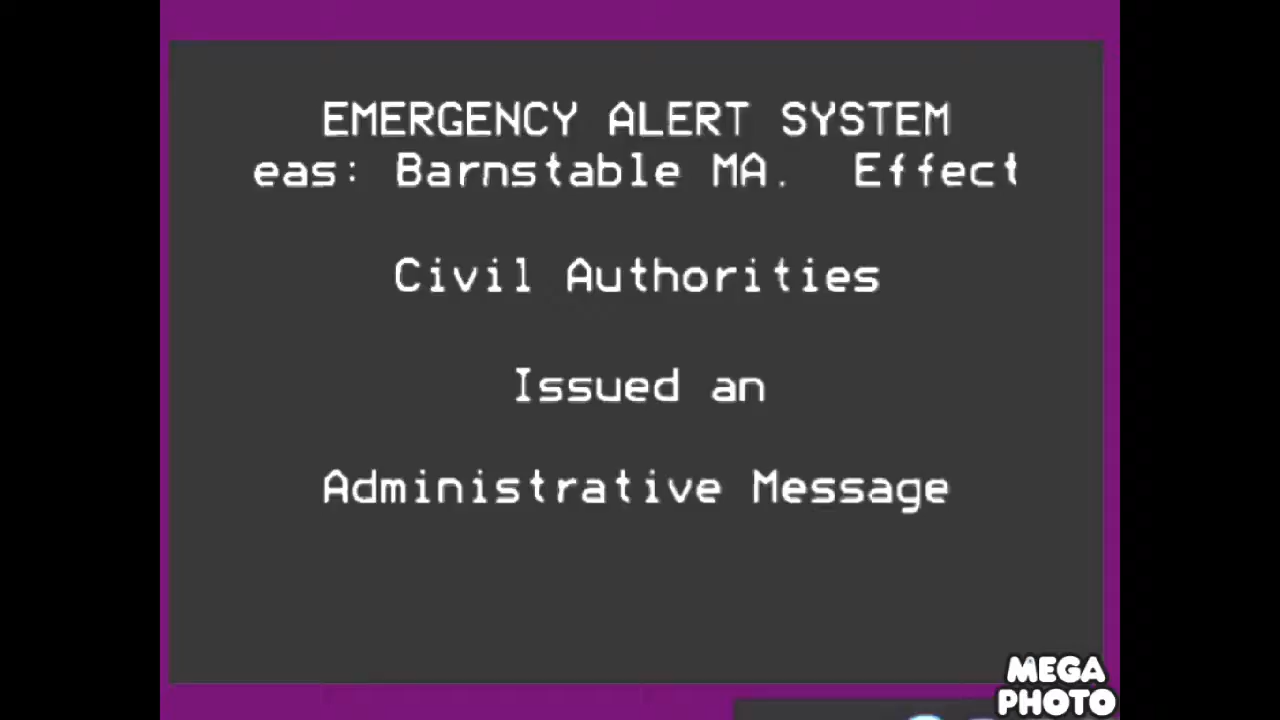 EMERGENCY ALERT SYSTEM
eas: Barnstable MA. Effect
Civil Authorities
Issued an
Administrative Message
MEGA
PHOTO